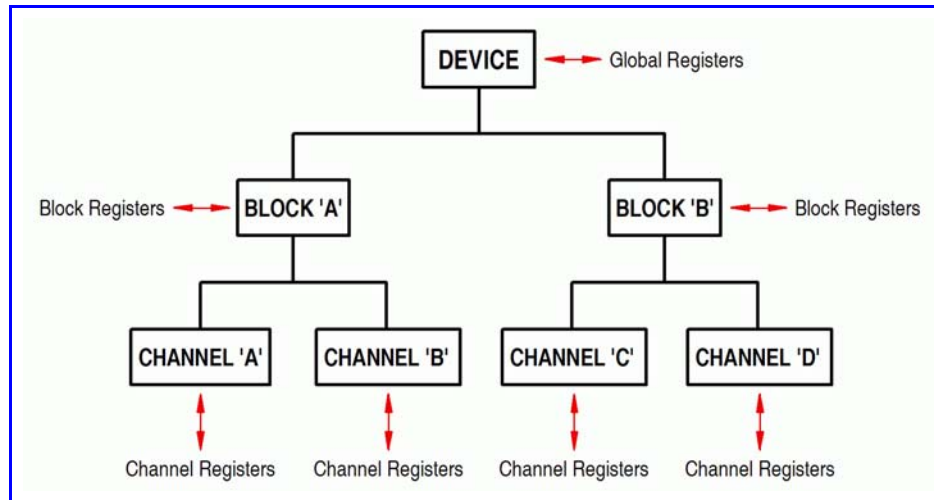 DEVICE
Global Registers
Block Registers
BLOCK 'A'
BLOCK 'B'
Block Registers
CHANNEL 'A'
CHANNEL 'B'
CHANNEL 'C'
CHANNEL 'D'
Channel Registers
Channel Registers
Channel Registers
Channel Registers